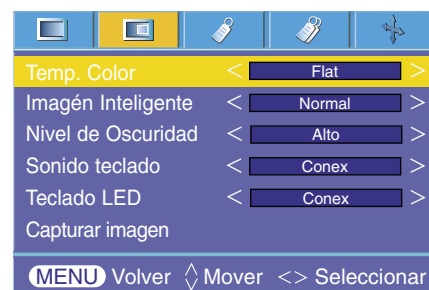 Temp. Color < Flat >
Imagén Inteligente < Normal >
Nivel de Oscuridad < Alto >
Sonido teclado < Conex >
Teclado LED < Conex >
Capturar imagen
MENU Volver Mover <> Seleccionar